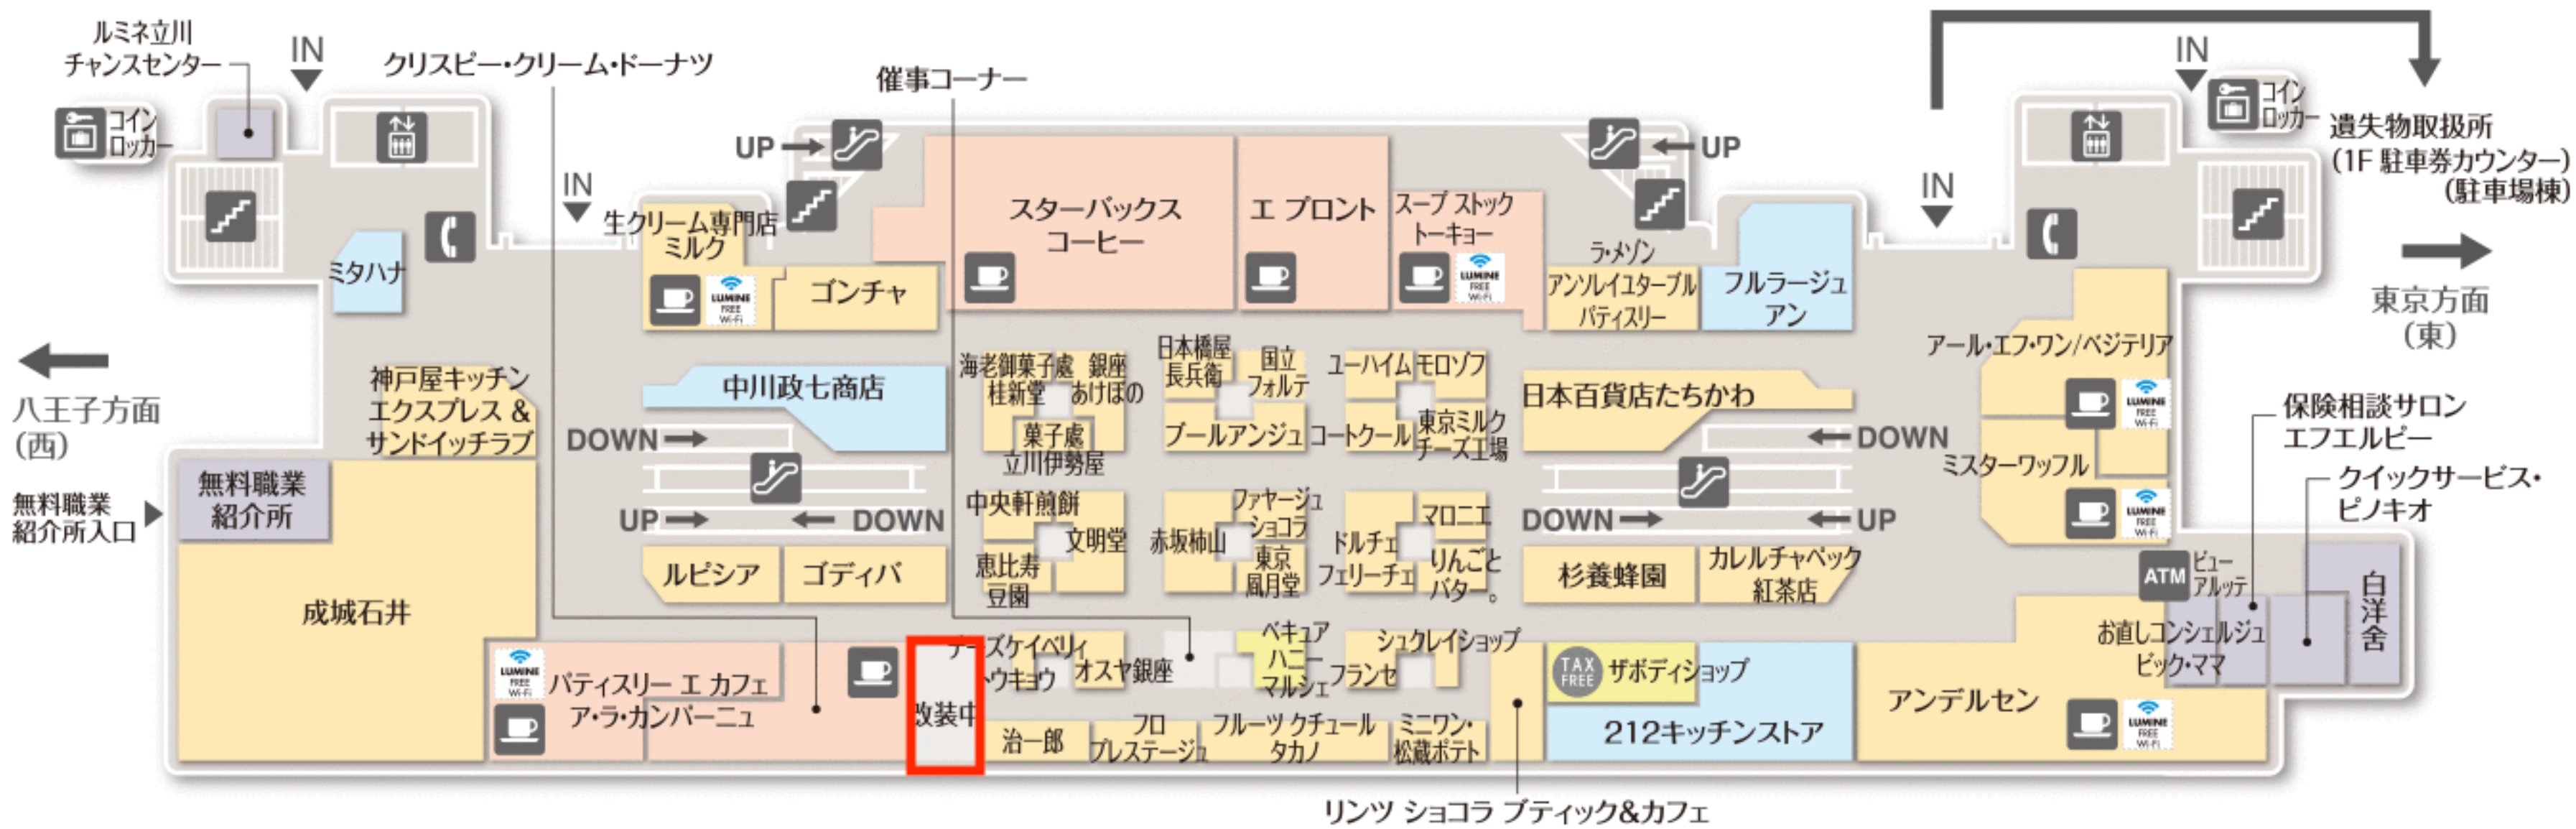 ルミネ立川
チャンスセンター
IN
クリスピー・クリーム・ドーナツ
催事コーナー
IN
コイン
ロッカー
コイン
ロッカー
遺失物取扱所
(1F 駐車券カウンター)
(駐車場棟)
UP
UP
IN
IN
生クリーム専門店
ミルク
LUMINE
FREE
Wi-Fi
ゴンチャ
スターバックス
コーヒー
エ プロント
スープ ストック
トーキョー
LUMINE
FREE
Wi-Fi
ラ・メゾン
アンソレイユターブル
パティスリー
フルラージュ
アン
ミタハナ
東京方面
(東)
八王子方面
(西)
神戸屋キッチン
エクスプレス &
サンドイッチラブ
中川政七商店
海老御菓子處
桂新堂
銀座
あけぼの
菓子處
立川伊勢屋
日本橋屋
長兵衛
国立
フォルテ
ブールアンジュ
ユーハイム
モロゾフ
コートクール
東京ミルク
チーズ工場
日本百貨店たちかわ
アール・エフ・ワン/ベジテリア
LUMINE
FREE
Wi-Fi
ミスターワッフル
LUMINE
FREE
Wi-Fi
保険相談サロン
エフエルピー
クイックサービス・
ピノキオ
DOWN
UP
DOWN
DOWN
DOWN
UP
無料職業
紹介所入口
無料職業
紹介所
成城石井
ルピシア
ゴディバ
中央軒煎餅
文明堂
恵比寿
豆園
赤坂柿山
ファヤージュ
ショコラ
東京
風月堂
マロニエ
ドルチェ
フェリーチェ
りんごと
バター。
杉養蜂園
カレルチャペック
紅茶店
ATM
ビュー
アルッテ
白洋舍
お直しコンシェルジュ
ビック・ママ
LUMINE
FREE
Wi-Fi
パティスリー エ カフェ
ア・ラ・カンパーニュ
改装中
チーズケイベリィ
トウキョウ
オスヤ銀座
ベキュア
ハニー
マルシェ
シュクレイショップ
フランセ
TAX
FREE
ザボディショップ
212キッチンストア
アンデルセン
LUMINE
FREE
Wi-Fi
治一郎
フロ
プレステージュ
フルーツ クチュール
タカノ
ミニワン・
松蔵ポテト
リンツ ショコラ ブティック&カフェ